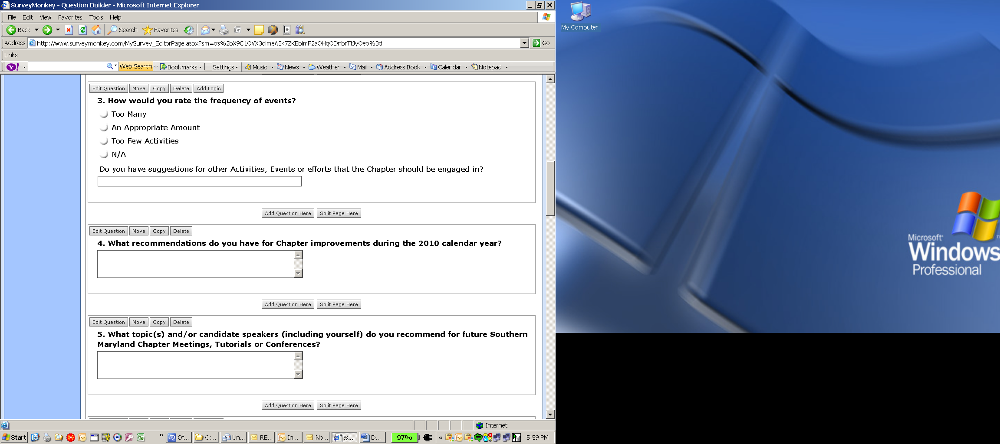 SurveyMonkey - Question Builder - Microsoft Internet Explorer
File Edit View Favorites Tools Help
Back Search Favorites
Address http://www.surveymonkey.com/MySurvey_EditorPage.aspx?sm=os%2bX9C1OVX3dlmeA3k7ZKEbimF2aOHqODnbrTfJyOeo%3d Go
Links
Y! Web Search Bookmarks Settings Music News Weather Mail Address Book Calendar Notepad
Edit Question Move Copy Delete Add Logic
3. How would you rate the frequency of events?
Too Many
An Appropriate Amount
Too Few Activities
N/A
Do you have suggestions for other Activities, Events or efforts that the Chapter should be engaged in?
Add Question Here Split Page Here
Edit Question Move Copy Delete
4. What recommendations do you have for Chapter improvements during the 2010 calendar year?
Add Question Here Split Page Here
Edit Question Move Copy Delete
5. What topic(s) and/or candidate speakers (including yourself) do you recommend for future Southern
Maryland Chapter Meetings, Tutorials or Conferences?
Add Question Here Split Page Here
Internet
Start » Of... C:... Un... RE... In... No... S... D... 97% « 5:59 PM
My Computer
Microsoft
Windows
Professional